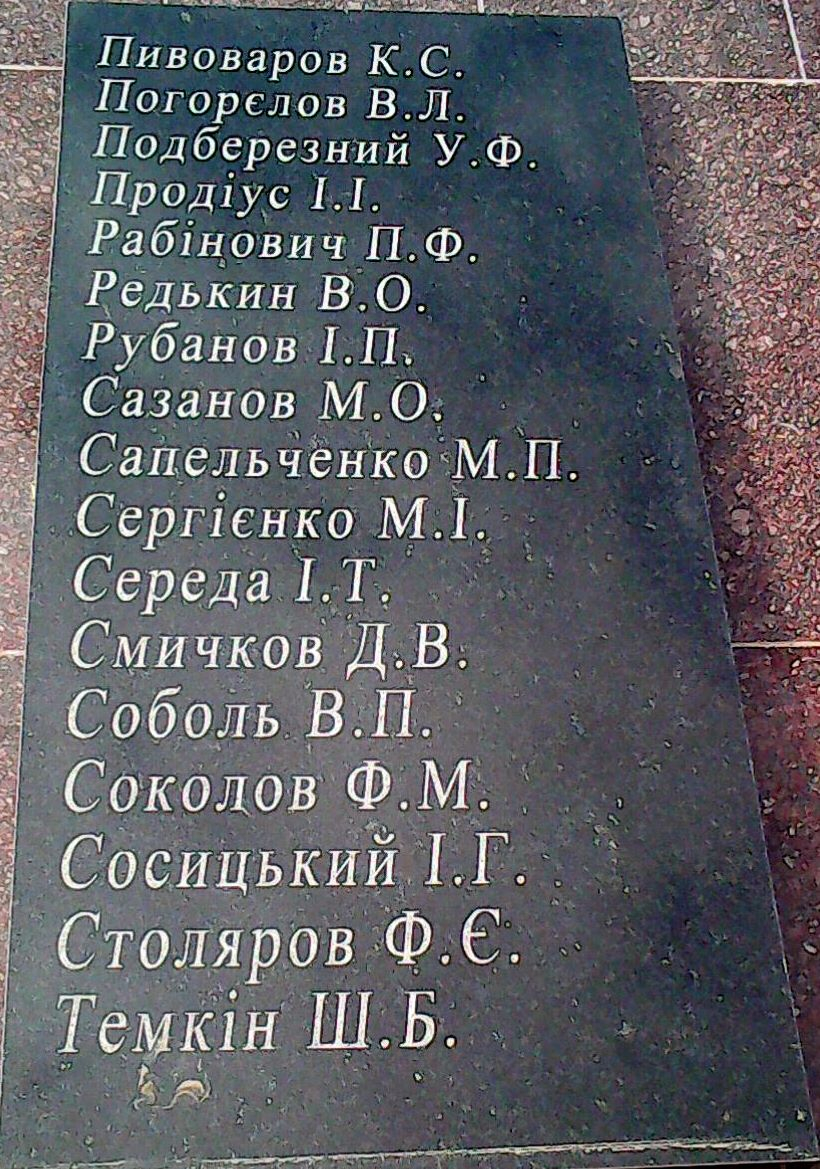 Пивоваров К.С.
Погорєлов В.Л.
Подберезний У.Ф.
Продіус І.І.
Рабінович П.Ф.
Редькин В.О.
Рубанов І.П.
Сазанов М.О.
Сапельченко М.П.
Сергієнко М.І.
Середа І.Т.
Смичков Д.В.
Соболь В.П.
Соколов Ф.М.
Сосицький І.Г.
Столяров Ф.Є.
Темкін Ш.Б.